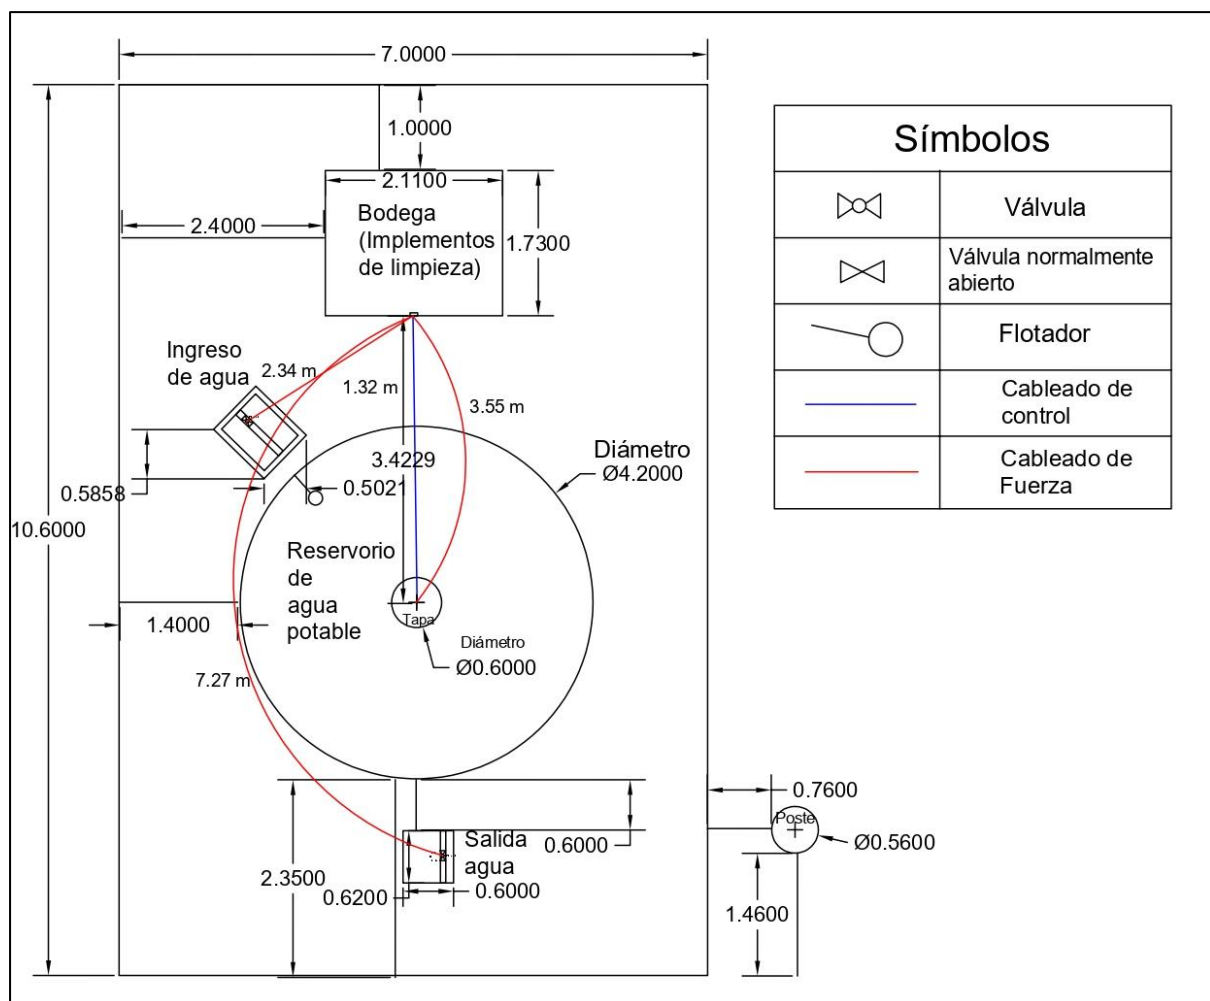 7.0000
1.0000
2.1100
2.4000
Bodega
(Implementos
de limpieza)
1.7300
Ingreso
de agua
2.34 m
1.32 m
3.55 m
3.4229
0.5858
0.5021
Diámetro
Ø4.2000
10.6000
Reservorio
de
agua
potable
Tapa
1.4000
Diámetro
Ø0.6000
7.27 m
0.7600
Poste
Ø0.5600
Salida
agua
0.6000
2.3500
0.6200
0.6000
1.4600
Símbolos
Válvula
Válvula normalmente
abierto
Flotador
Cableado de
control
Cableado de
Fuerza